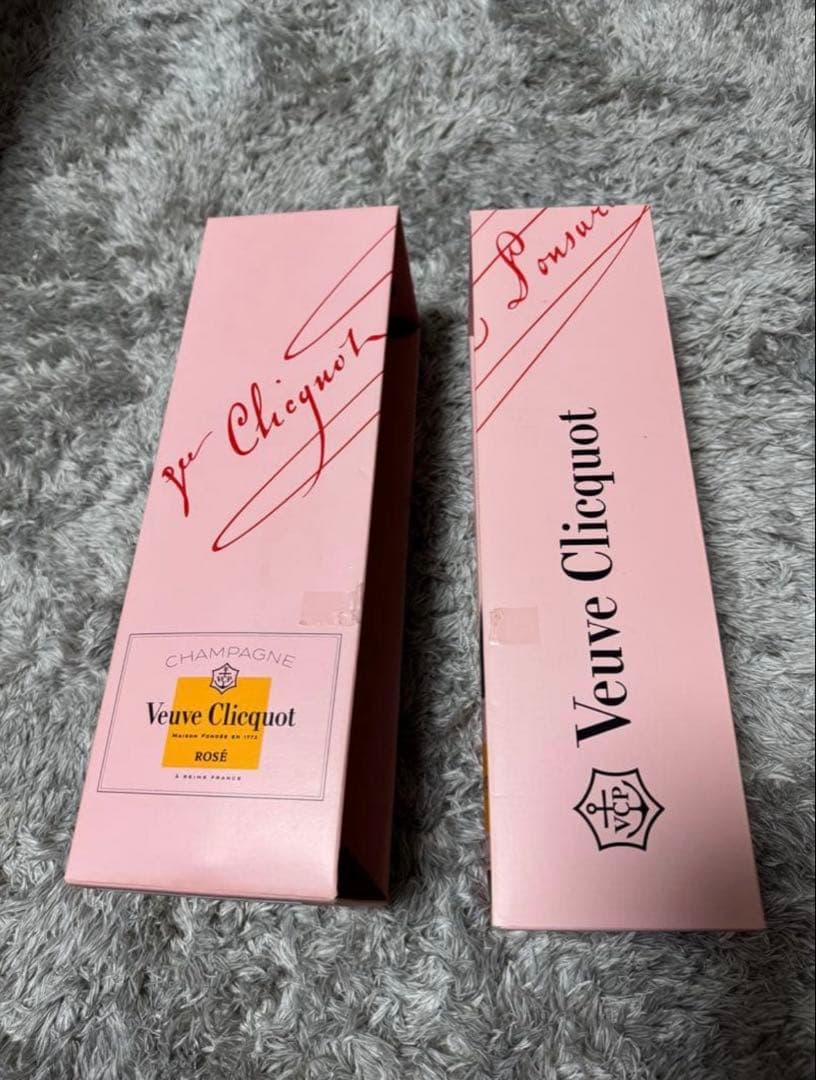 Clicquot
CHAMPAGNE
VCP
Veuve Clicquot
MAISON FONDÉE EN 1772
ROSÉ
À REIMS FRANCE
Ponsar
Veuve Clicquot
VCP